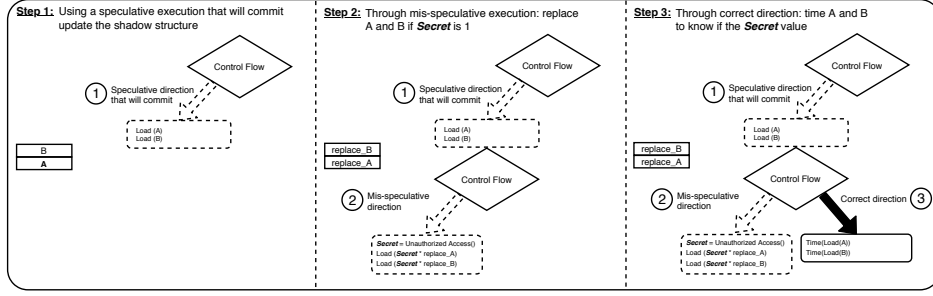 Step 1: Using a speculative execution that will commit
update the shadow structure
Control Flow
1
Speculative direction
that will commit
Load (A)
Load (B)
B
A
Step 2: Through mis-speculative execution: replace
A and B if Secret is 1
Control Flow
1
Speculative direction
that will commit
Load (A)
Load (B)
replace_B
replace_A
Control Flow
2
Mis-speculative
direction
Secret = Unauthorized Access()
Load (Secret * replace_A)
Load (Secret * replace_B)
Step 3: Through correct direction: time A and B
to know if the Secret value
Control Flow
1
Speculative direction
that will commit
Load (A)
Load (B)
replace_B
replace_A
Control Flow
2
Mis-speculative
direction
Correct direction
3
Secret = Unauthorized Access()
Load (Secret * replace_A)
Load (Secret * replace_B)
Time(Load(A))
Time(Load(B))